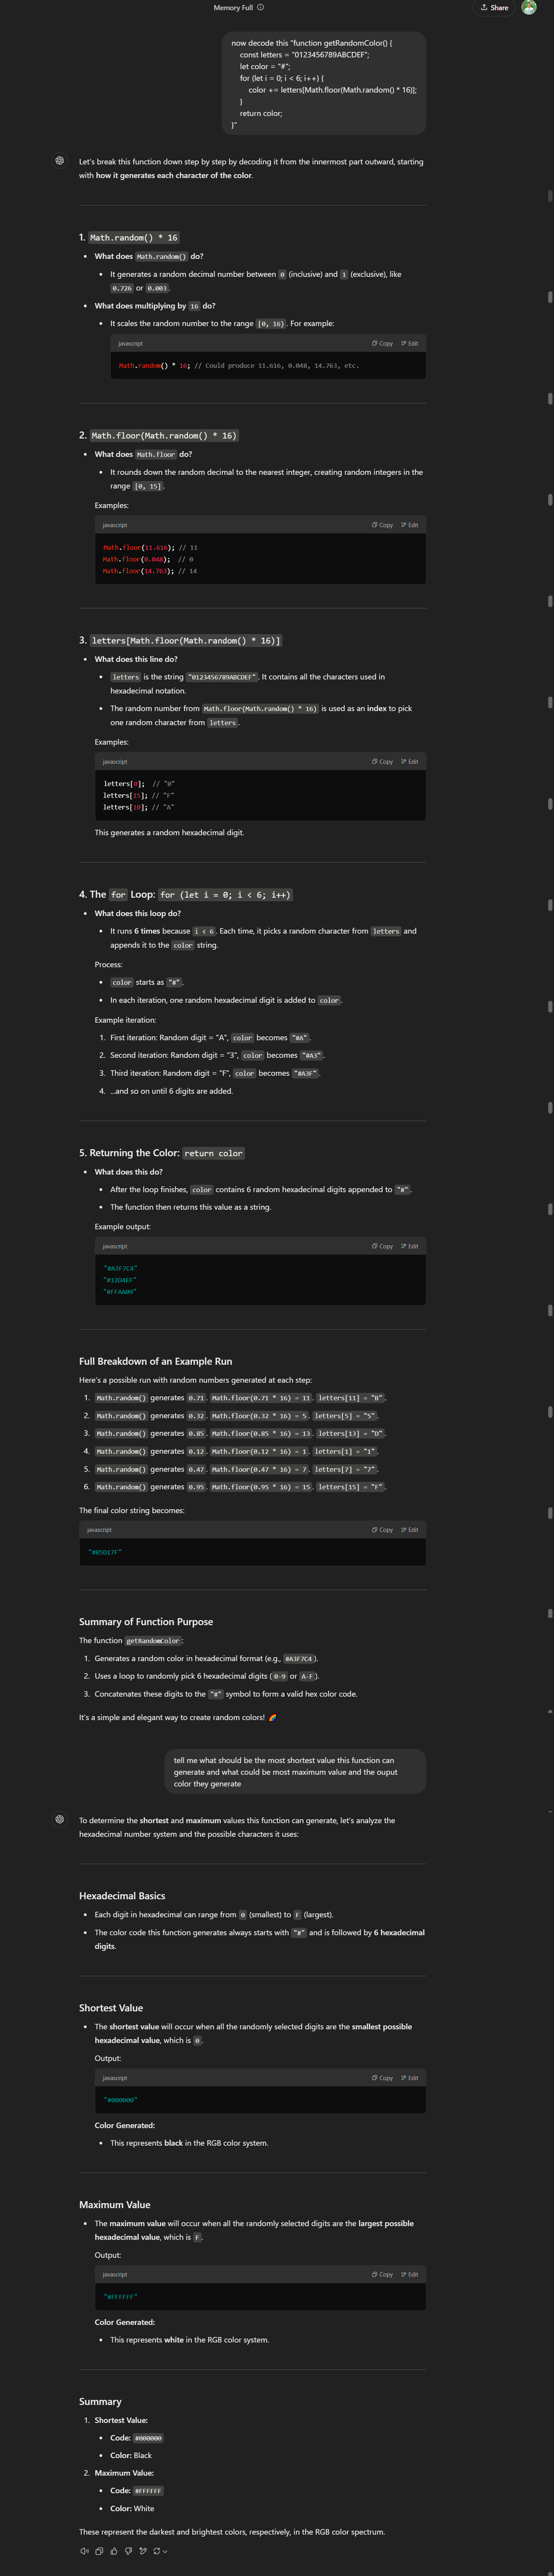 Memory Full
Share
now decode this "function getRandomColor() {
const letters = "0123456789ABCDEF";
let color = "#";
for (let i = 0; i < 6; i++) {
color += letters[Math.floor(Math.random() * 16)];
}
return color;
}"
Let's break this function down step by step by decoding it from the innermost part outward, starting
with how it generates each character of the color.
1. Math.random() * 16
• What does Math.random() do?
• It generates a random decimal number between 0 (inclusive) and 1 (exclusive), like
0.726 or 0.003.
• What does multiplying by 16 do?
• It scales the random number to the range [0, 16). For example:
javascript Copy Edit
Math.random() * 16; // Could produce 11.616, 0.048, 14.763, etc.
2. Math.floor(Math.random() * 16)
• What does Math.floor do?
• It rounds down the random decimal to the nearest integer, creating random integers in the
range [0, 15].
Examples:
javascript Copy Edit
Math.floor(11.616); // 11
Math.floor(0.048); // 0
Math.floor(14.763); // 14
3. letters[Math.floor(Math.random() * 16)]
• What does this line do?
• letters is the string "0123456789ABCDEF". It contains all the characters used in
hexadecimal notation.
• The random number from Math.floor(Math.random() * 16) is used as an index to pick
one random character from letters.
Examples:
javascript Copy Edit
letters[0]; // "0"
letters[15]; // "F"
letters[10]; // "A"
This generates a random hexadecimal digit.
4. The for Loop: for (let i = 0; i < 6; i++)
• What does this loop do?
• It runs 6 times because i < 6. Each time, it picks a random character from letters and
appends it to the color string.
Process:
• color starts as "#".
• In each iteration, one random hexadecimal digit is added to color.
Example iteration:
1. First iteration: Random digit = "A", color becomes "#A".
2. Second iteration: Random digit = "3", color becomes "#A3".
3. Third iteration: Random digit = "F", color becomes "#A3F".
4. ...and so on until 6 digits are added.
5. Returning the Color: return color
• What does this do?
• After the loop finishes, color contains 6 random hexadecimal digits appended to "#".
• The function then returns this value as a string.
Example output:
javascript Copy Edit
"#A3F7C4"
"#12D4EF"
"#FFAA09"
Full Breakdown of an Example Run
Here's a possible run with random numbers generated at each step:
1. Math.random() generates 0.71. Math.floor(0.71 * 16) = 11. letters[11] = "B".
2. Math.random() generates 0.32. Math.floor(0.32 * 16) = 5. letters[5] = "5".
3. Math.random() generates 0.85. Math.floor(0.85 * 16) = 13. letters[13] = "D".
4. Math.random() generates 0.12. Math.floor(0.12 * 16) = 1. letters[1] = "1".
5. Math.random() generates 0.47. Math.floor(0.47 * 16) = 7. letters[7] = "7".
6. Math.random() generates 0.95. Math.floor(0.95 * 16) = 15. letters[15] = "F".
The final color string becomes:
javascript Copy Edit
"#B5D17F"
Summary of Function Purpose
The function getRandomColor:
1. Generates a random color in hexadecimal format (e.g., #A3F7C4).
2. Uses a loop to randomly pick 6 hexadecimal digits (0-9 or A-F).
3. Concatenates these digits to the "#" symbol to form a valid hex color code.
It's a simple and elegant way to create random colors! 🌈
tell me what should be the most shortest value this function can
generate and what could be most maximum value and the ouput
color they generate
To determine the shortest and maximum values this function can generate, let's analyze the
hexadecimal number system and the possible characters it uses:
Hexadecimal Basics
• Each digit in hexadecimal can range from 0 (smallest) to F (largest).
• The color code this function generates always starts with "#" and is followed by 6 hexadecimal
digits.
Shortest Value
• The shortest value will occur when all the randomly selected digits are the smallest possible
hexadecimal value, which is 0.
Output:
javascript Copy Edit
"#000000"
Color Generated:
• This represents black in the RGB color system.
Maximum Value
• The maximum value will occur when all the randomly selected digits are the largest possible
hexadecimal value, which is F.
Output:
javascript Copy Edit
"#FFFFFF"
Color Generated:
• This represents white in the RGB color system.
Summary
1. Shortest Value:
• Code: #000000
• Color: Black
2. Maximum Value:
• Code: #FFFFFF
• Color: White
These represent the darkest and brightest colors, respectively, in the RGB color spectrum.